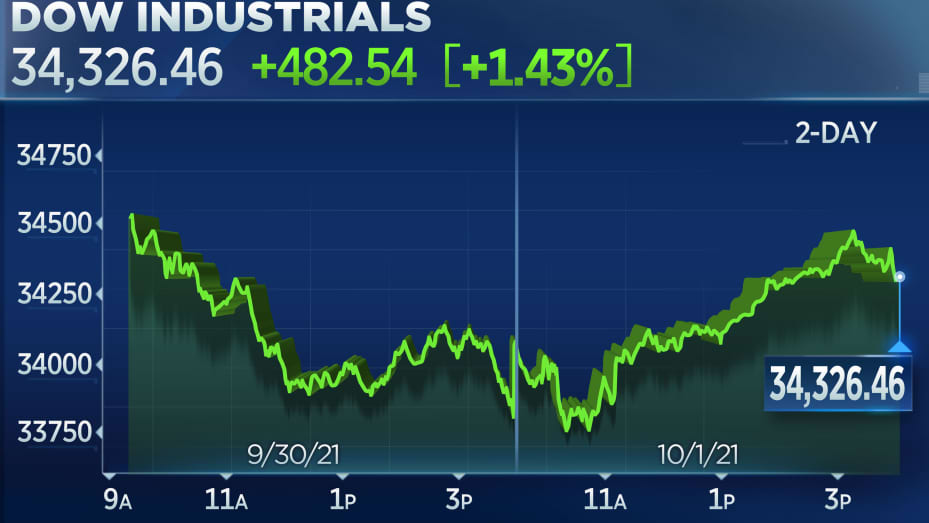 DOW INDUSTRIALS
34,326.46 +482.54 [+1.43%]
2-DAY
34750
34500
34250
34000
33750
34,326.46
9/30/21 10/1/21
9A 11A 1P 3P 11A 1P 3P